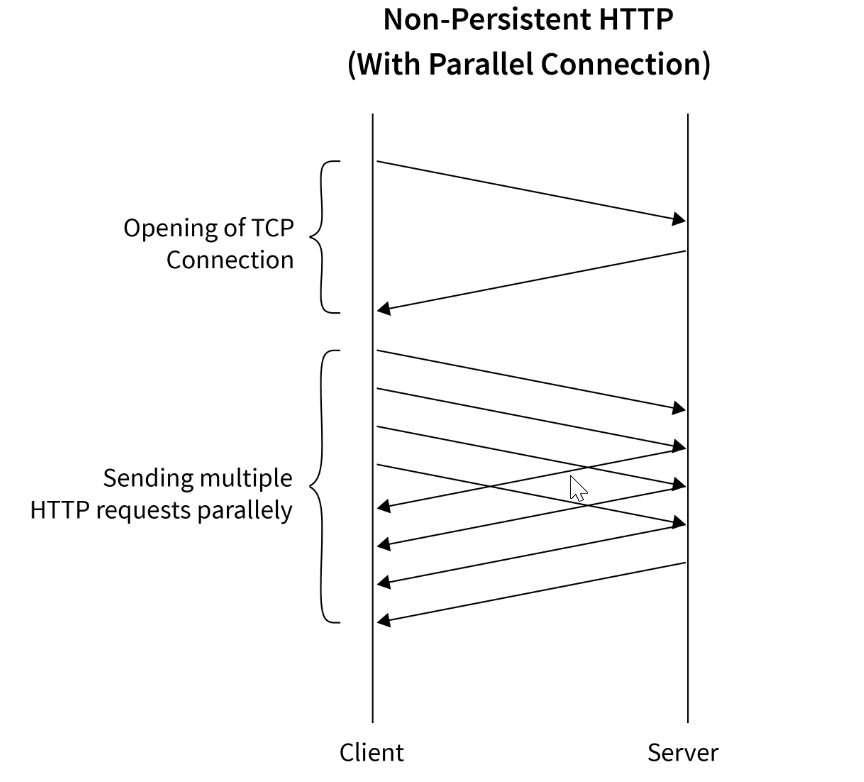 Non-Persistent HTTP
(With Parallel Connection)
Opening of TCP
Connection
Sending multiple
HTTP requests parallely
Client
Server